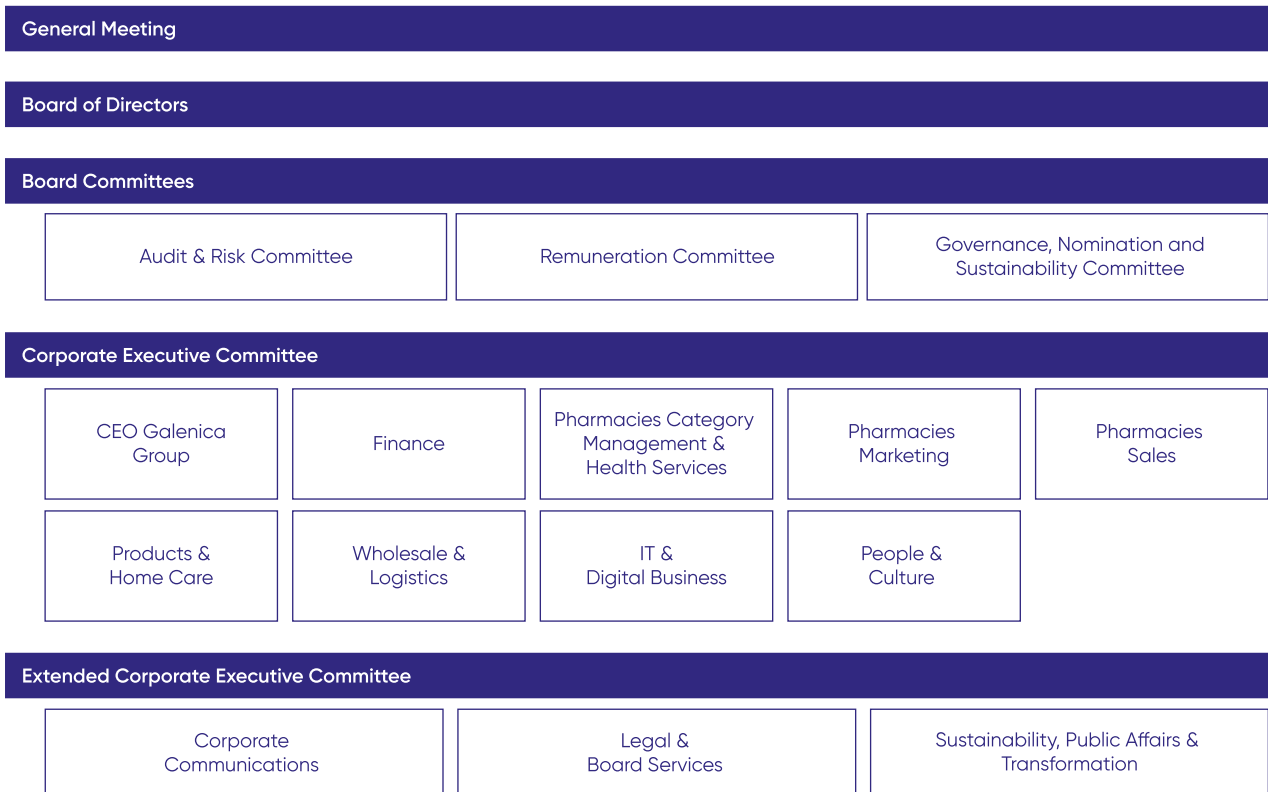 General Meeting
Board of Directors
Board Committees
Audit & Risk Committee
Remuneration Committee
Governance, Nomination and
Sustainability Committee
Corporate Executive Committee
CEO Galenica
Group
Finance
Pharmacies Category
Management &
Health Services
Pharmacies
Marketing
Pharmacies
Sales
Products &
Home Care
Wholesale &
Logistics
IT &
Digital Business
People &
Culture
Extended Corporate Executive Committee
Corporate
Communications
Legal &
Board Services
Sustainability, Public Affairs &
Transformation